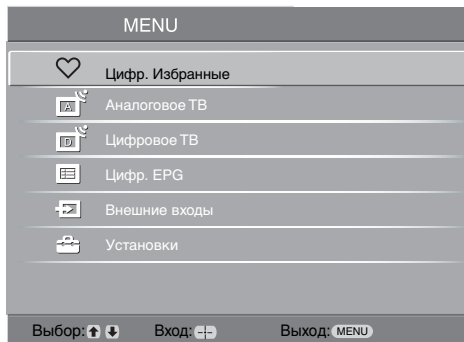 MENU
Цифр. Избранные
A Аналоговое ТВ
D Цифровое ТВ
Цифр. EPG
Внешние входы
Установки
Выбор: Вход: Выход: MENU